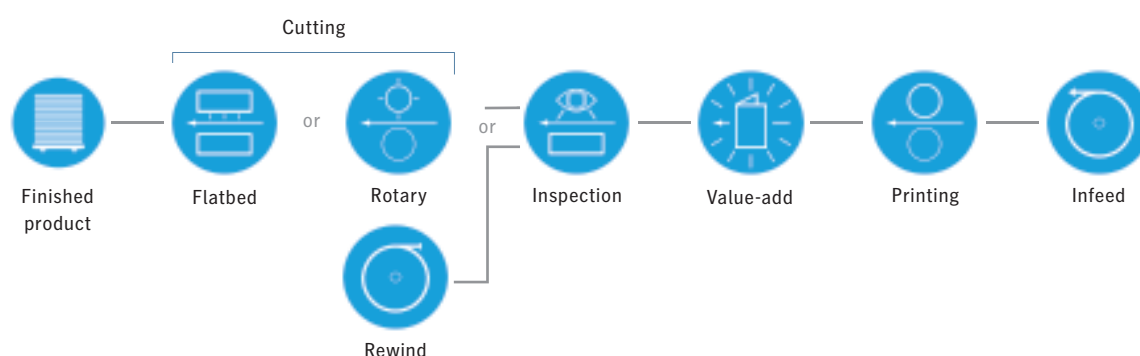 Cutting
or
or
Finished
product
Flatbed
Rotary
Inspection
Value-add
Printing
Infeed
Rewind